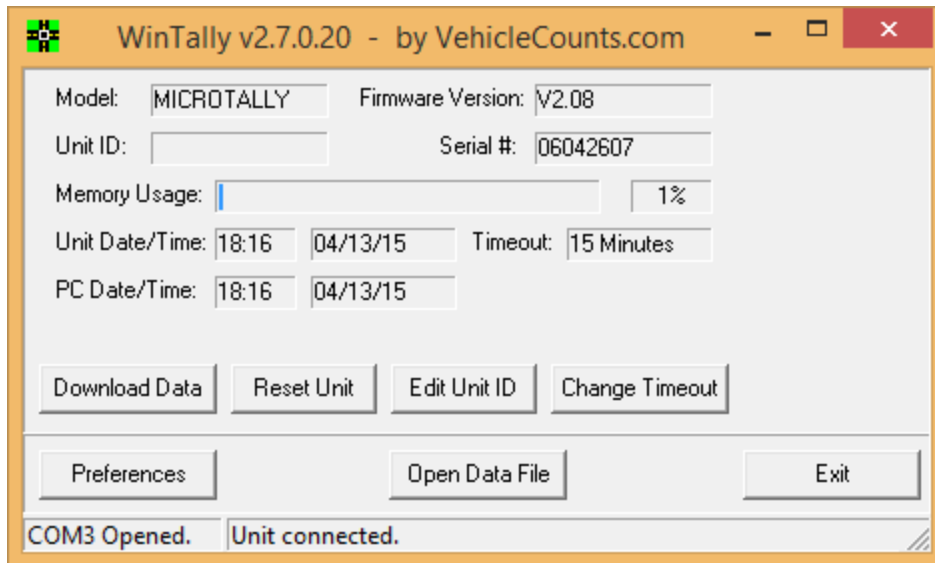 WinTally v2.7.0.20 - by VehicleCounts.com
Model: MICROTALLY Firmware Version: V2.08
Unit ID: Serial #: 06042607
Memory Usage: 1%
Unit Date/Time: 18:16 04/13/15 Timeout: 15 Minutes
PC Date/Time: 18:16 04/13/15
Download Data Reset Unit Edit Unit ID Change Timeout
Preferences Open Data File Exit
COM3 Opened. Unit connected.